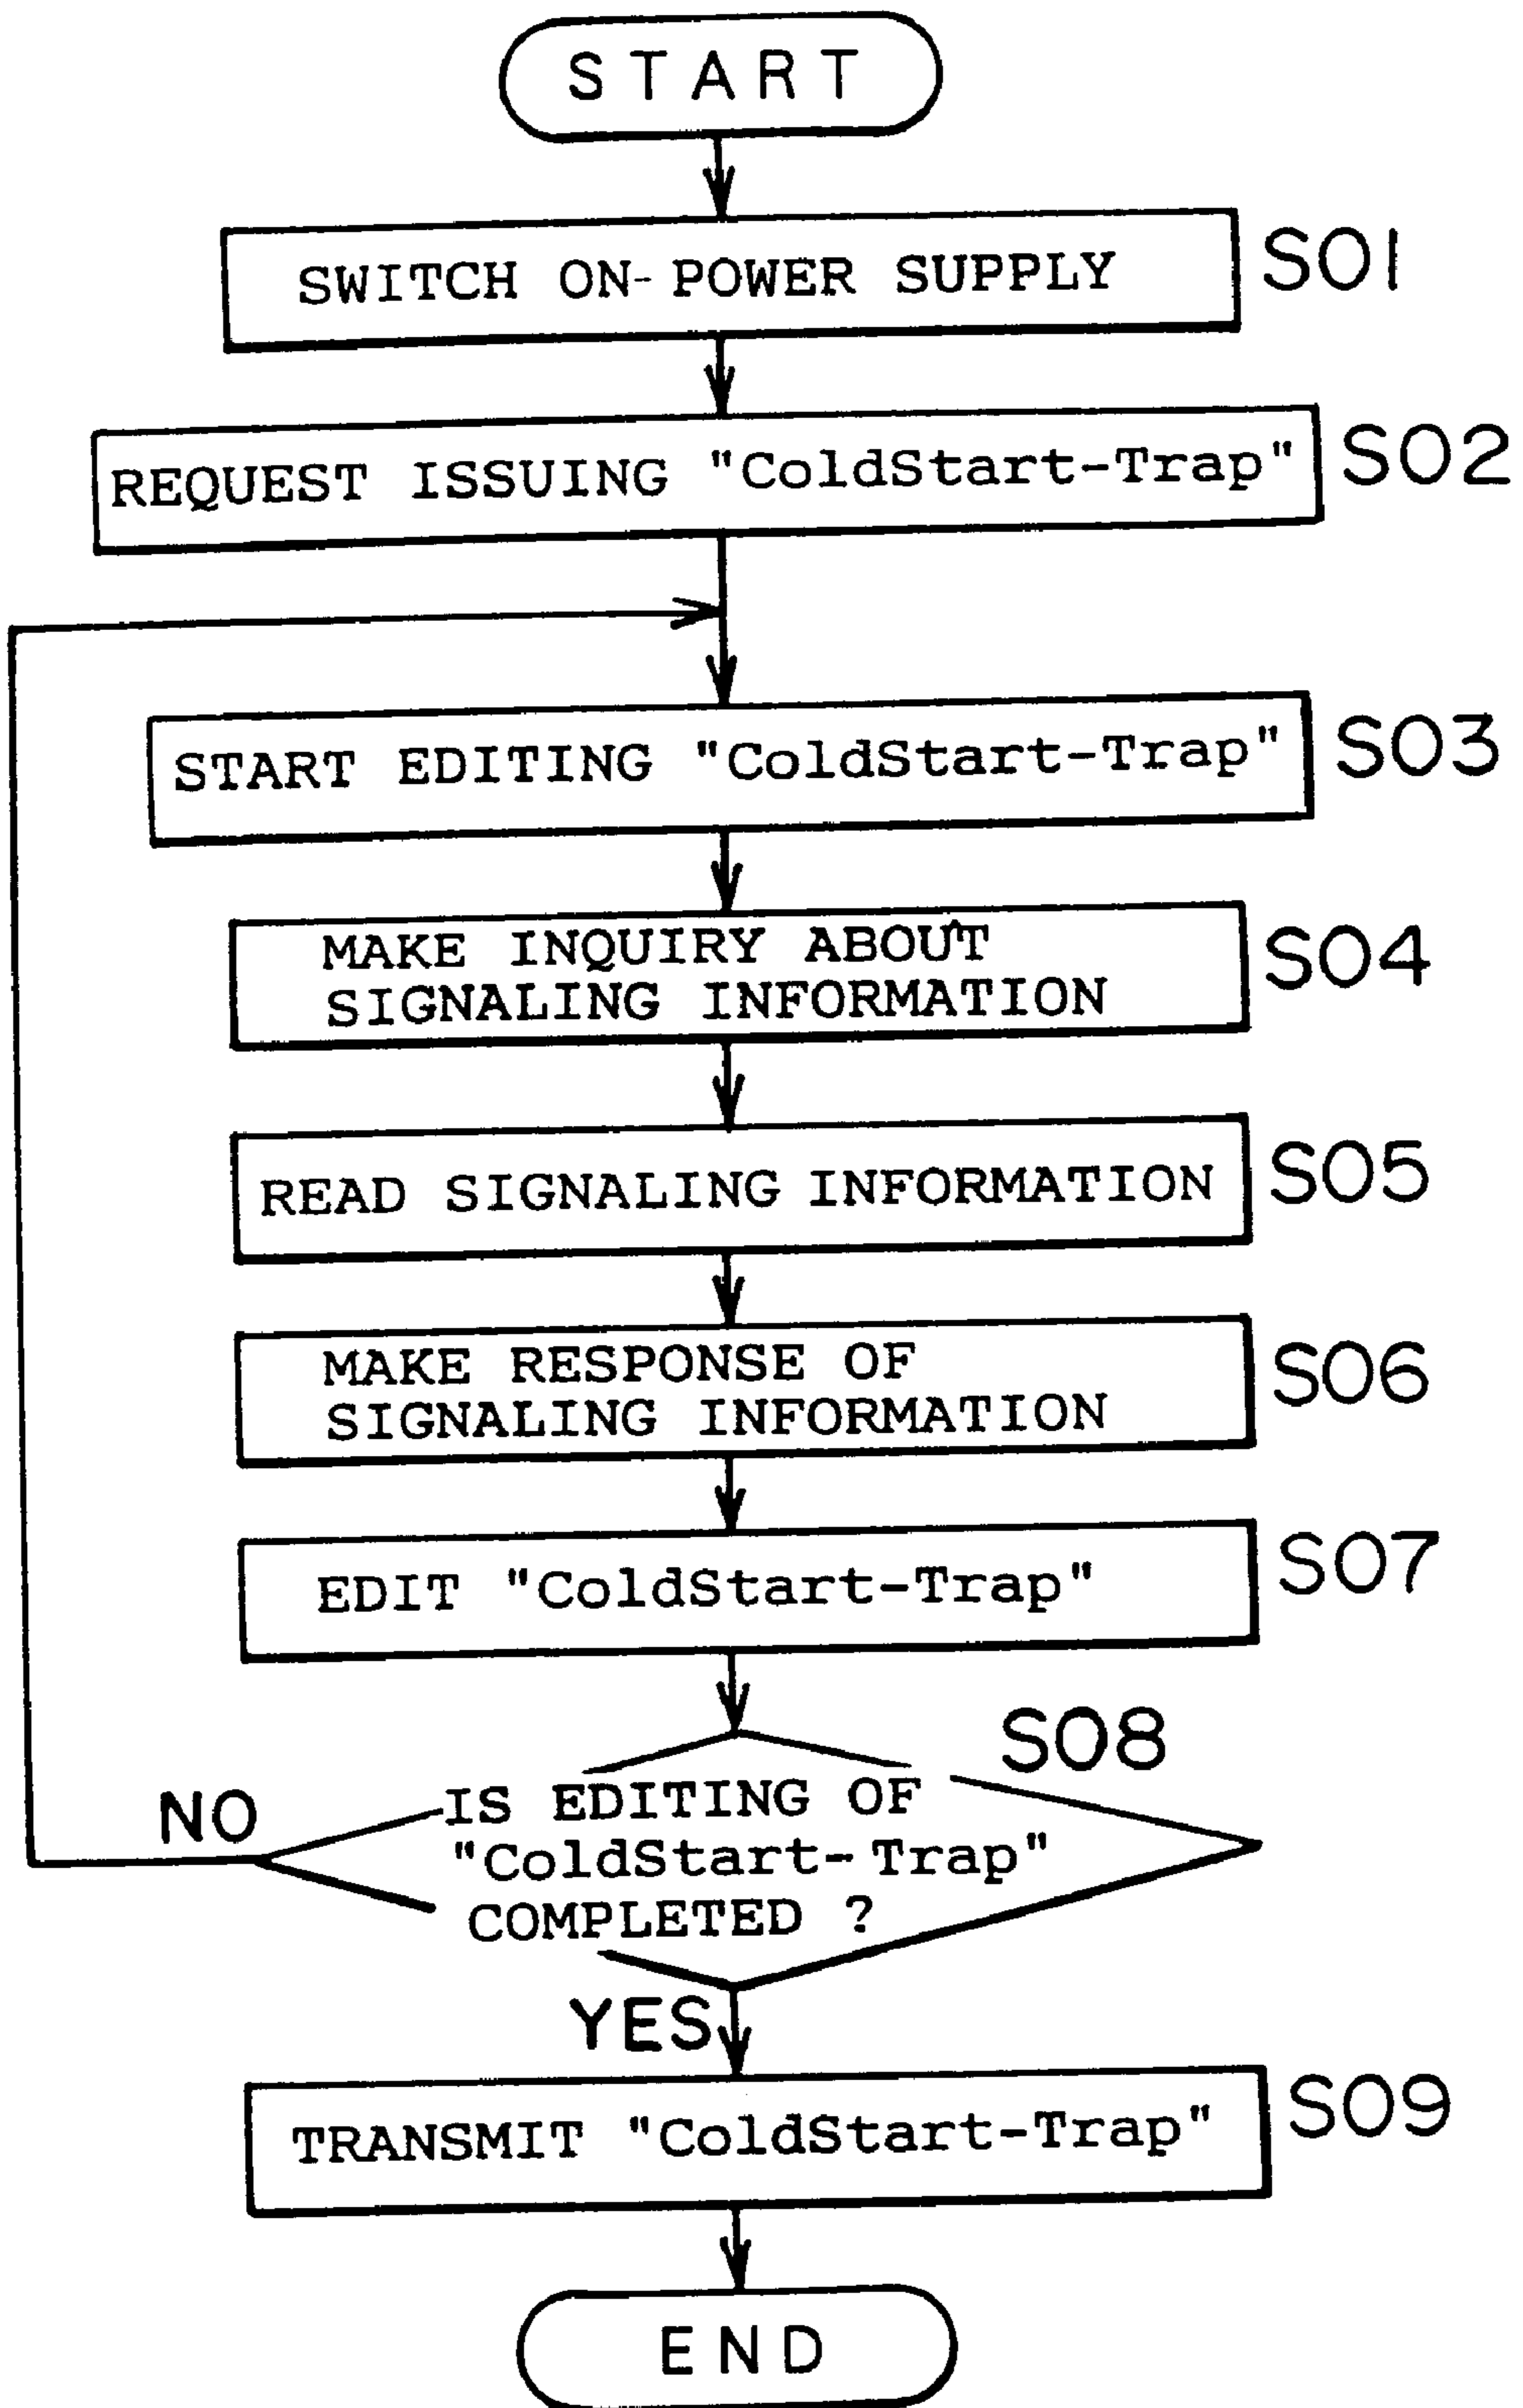 START
SWITCH ON-POWER SUPPLY
S01
REQUEST ISSUING "ColdStart-Trap"
S02
START EDITING "ColdStart-Trap"
S03
MAKE INQUIRY ABOUT
SIGNALING INFORMATION
S04
READ SIGNALING INFORMATION
S05
MAKE RESPONSE OF
SIGNALING INFORMATION
S06
EDIT "ColdStart-Trap"
S07
S08
NO
IS EDITING OF
"ColdStart-Trap"
COMPLETED ?
YES
TRANSMIT "ColdStart-Trap"
S09
END